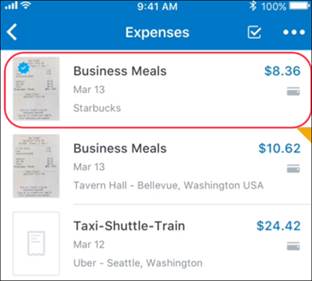 9:41 AM
100%
Expenses
Business Meals $8.36
Mar 13
Starbucks
Business Meals $10.62
Mar 13
Tavern Hall - Bellevue, Washington USA
Taxi-Shuttle-Train $24.42
Mar 12
Uber - Seattle, Washington